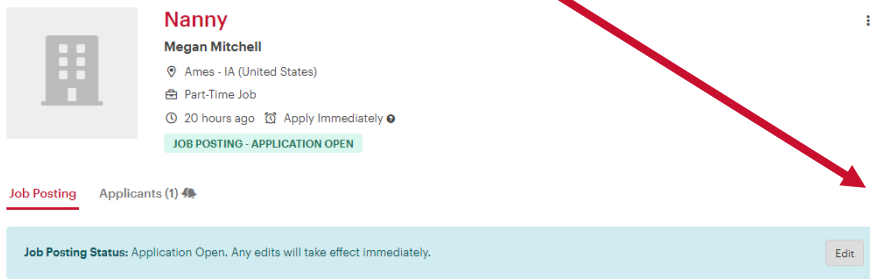 Nanny
Megan Mitchell
Ames - IA (United States)
Part-Time Job
20 hours ago Apply Immediately
JOB POSTING - APPLICATION OPEN
Job Posting Applicants (1)
Job Posting Status: Application Open. Any edits will take effect immediately.
Edit